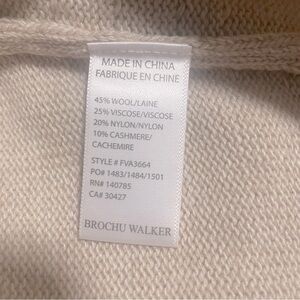 MADE IN CHINA
FABRIQUE EN CHINE
45% WOOL/LAINE
25% VISCOSE/VISCOSE
20% NYLON/NYLON
10% CASHMERE/
CACHEMIRE
STYLE # FVA3664
PO# 1483/1484/1501
RN# 140785
CA# 30427
BROCHU WALKER